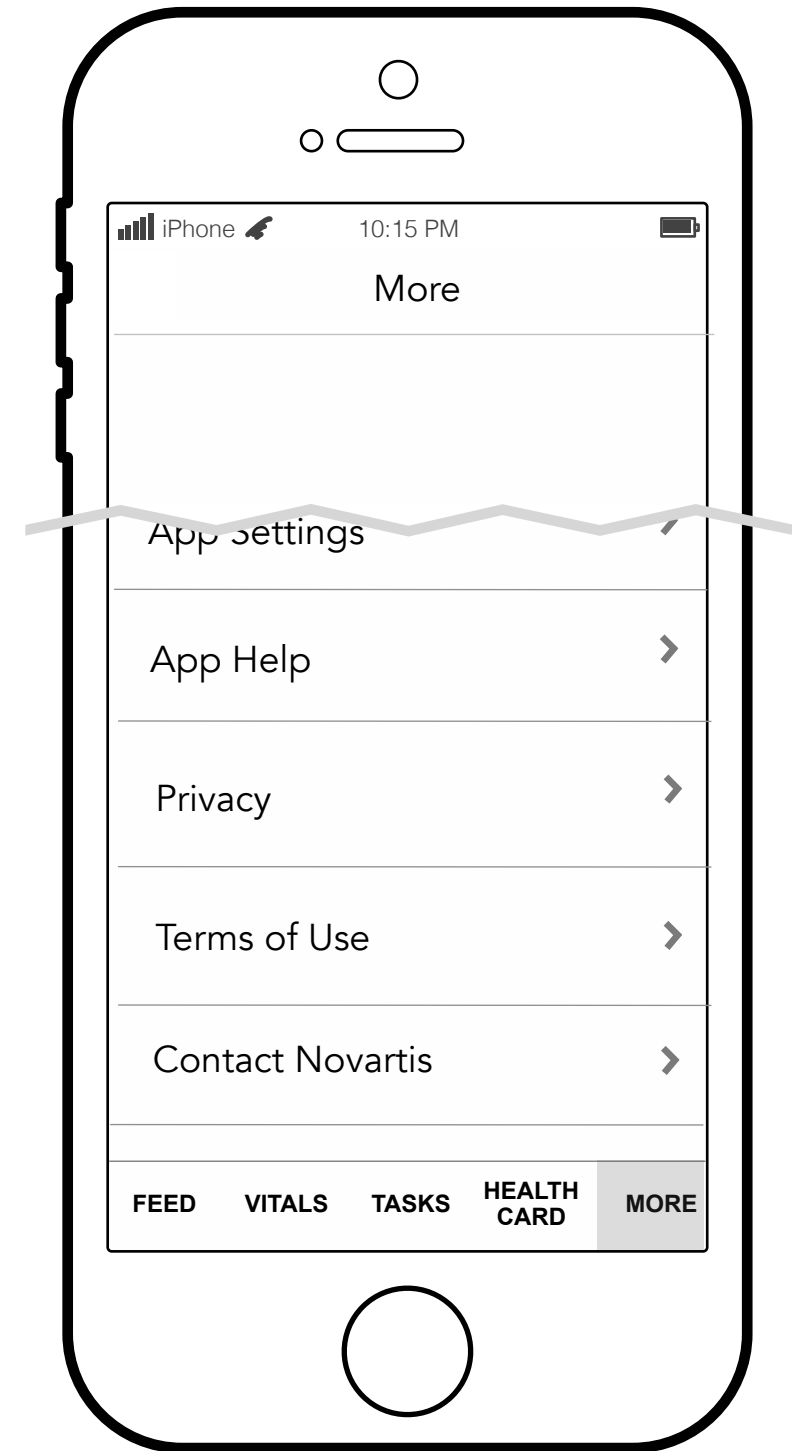 iPhone 10:15 PM
More
App Settings
App Help
Privacy
Terms of Use
Contact Novartis
FEED VITALS TASKS HEALTH CARD MORE